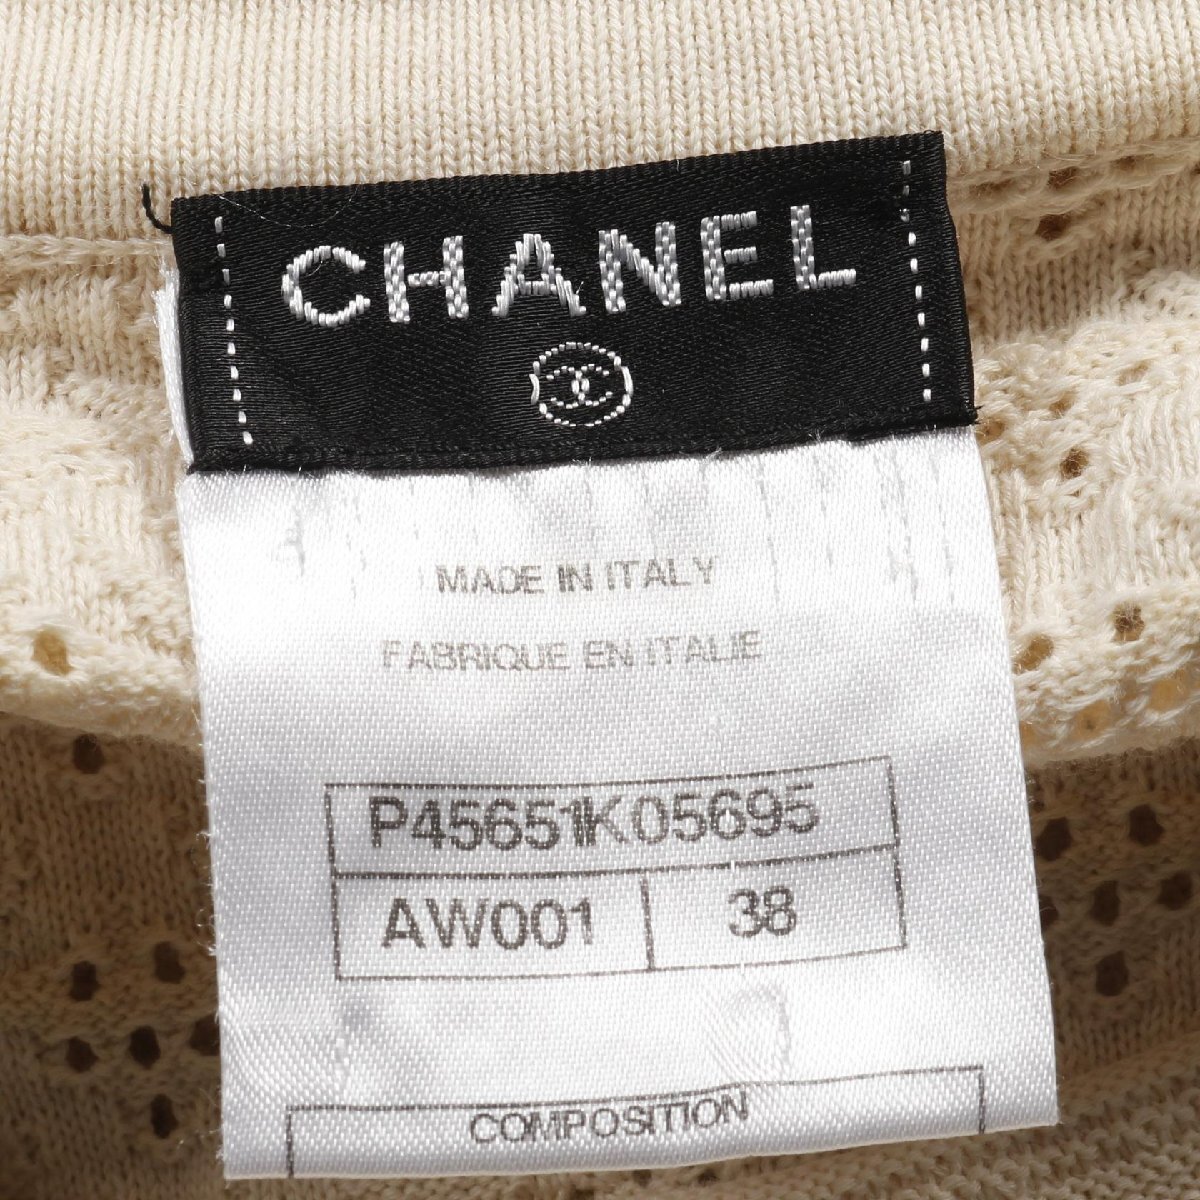 CHANEL
MADE IN ITALY
FABRIQUE EN ITALIE
P45651K05695
AW001 38
COMPOSITION